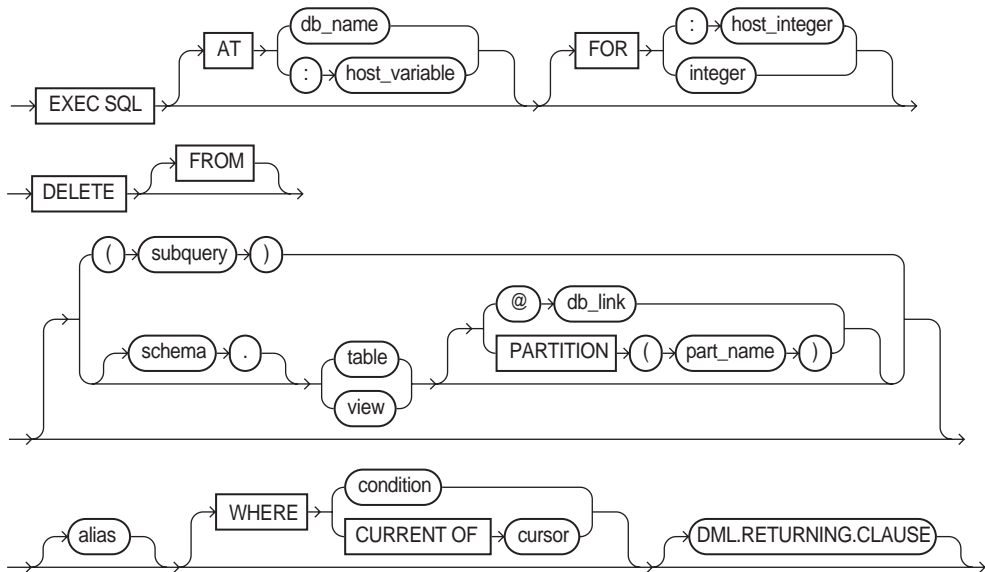 AT db_name : host_variable FOR : host_integer integer
EXEC SQL
FROM
DELETE
( subquery )
@ db_link
schema . table PARTITION ( part_name )
view
condition
alias WHERE CURRENT OF cursor DML.RETURNING.CLAUSE